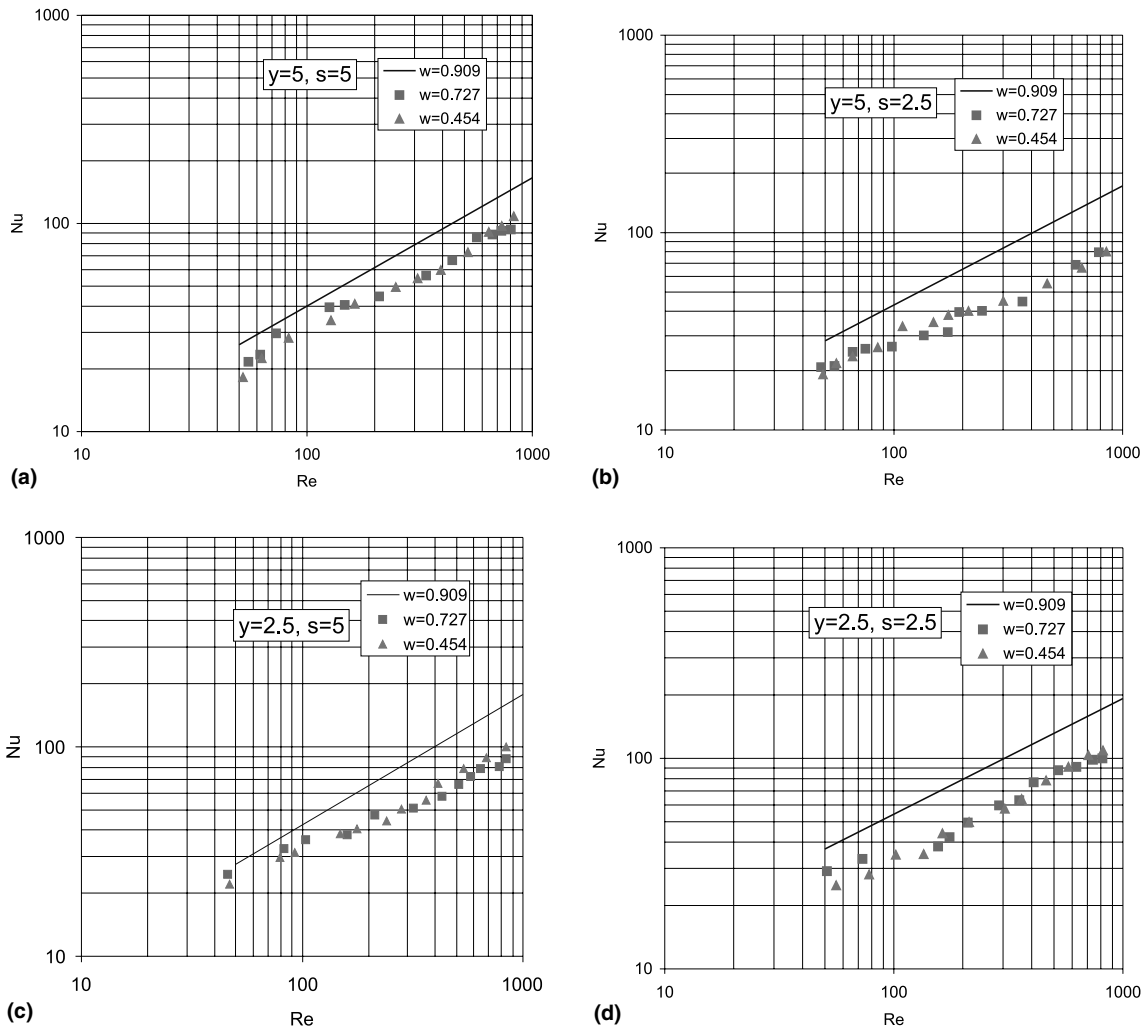 1000
y=5, s=5
w=0.909
w=0.727
w=0.454
Nu
100
10
10
100
1000
(a)
Re
1000
y=5, s=2.5
w=0.909
w=0.727
w=0.454
Nu
100
10
10
100
1000
(b)
Re
1000
y=2.5, s=5
w=0.909
w=0.727
w=0.454
Nu
100
10
10
100
1000
(c)
Re
1000
y=2.5, s=2.5
w=0.909
w=0.727
w=0.454
Nu
100
10
10
100
1000
(d)
Re